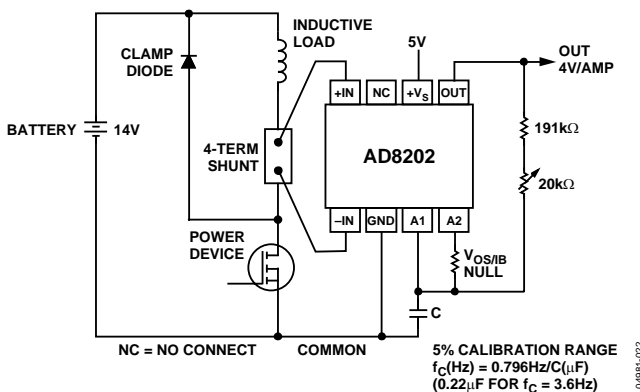 INDUCTIVE
LOAD
CLAMP
DIODE
5V
OUT
4V/AMP
+IN
NC
+VS
OUT
BATTERY
14V
4-TERM
SHUNT
AD8202
191kΩ
20kΩ
–IN
GND
A1
A2
POWER
DEVICE
VOS/IB
NULL
C
NC = NO CONNECT
COMMON
5% CALIBRATION RANGE
fC(Hz) = 0.796Hz/C(μF)
(0.22μF FOR fC = 3.6Hz)
04981-022